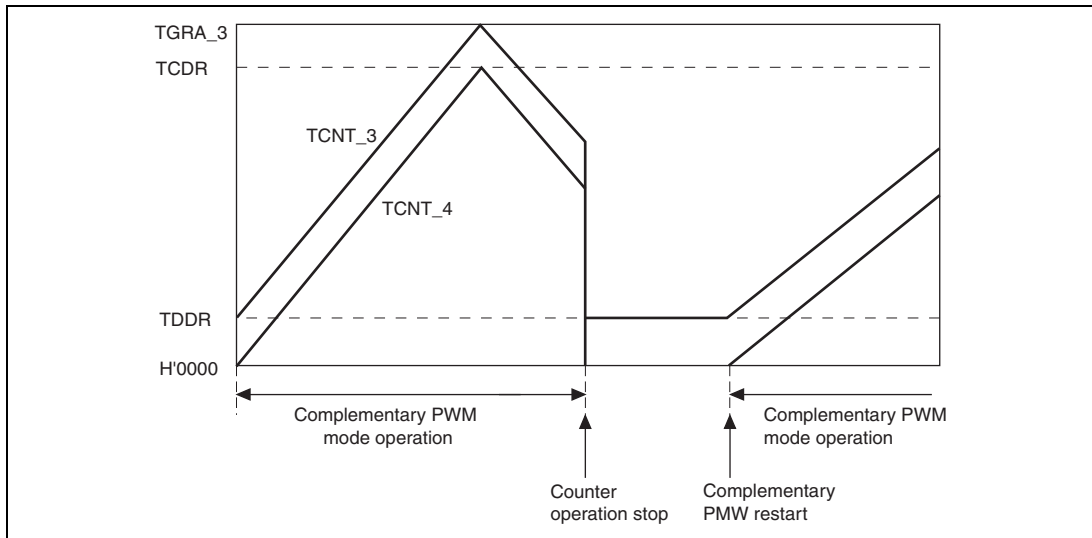 TGRA_3
TCDR
TCNT_3
TCNT_4
TDDR
H'0000
Complementary PWM
mode operation
Complementary PWM
mode operation
Counter
operation stop
Complementary
PMW restart